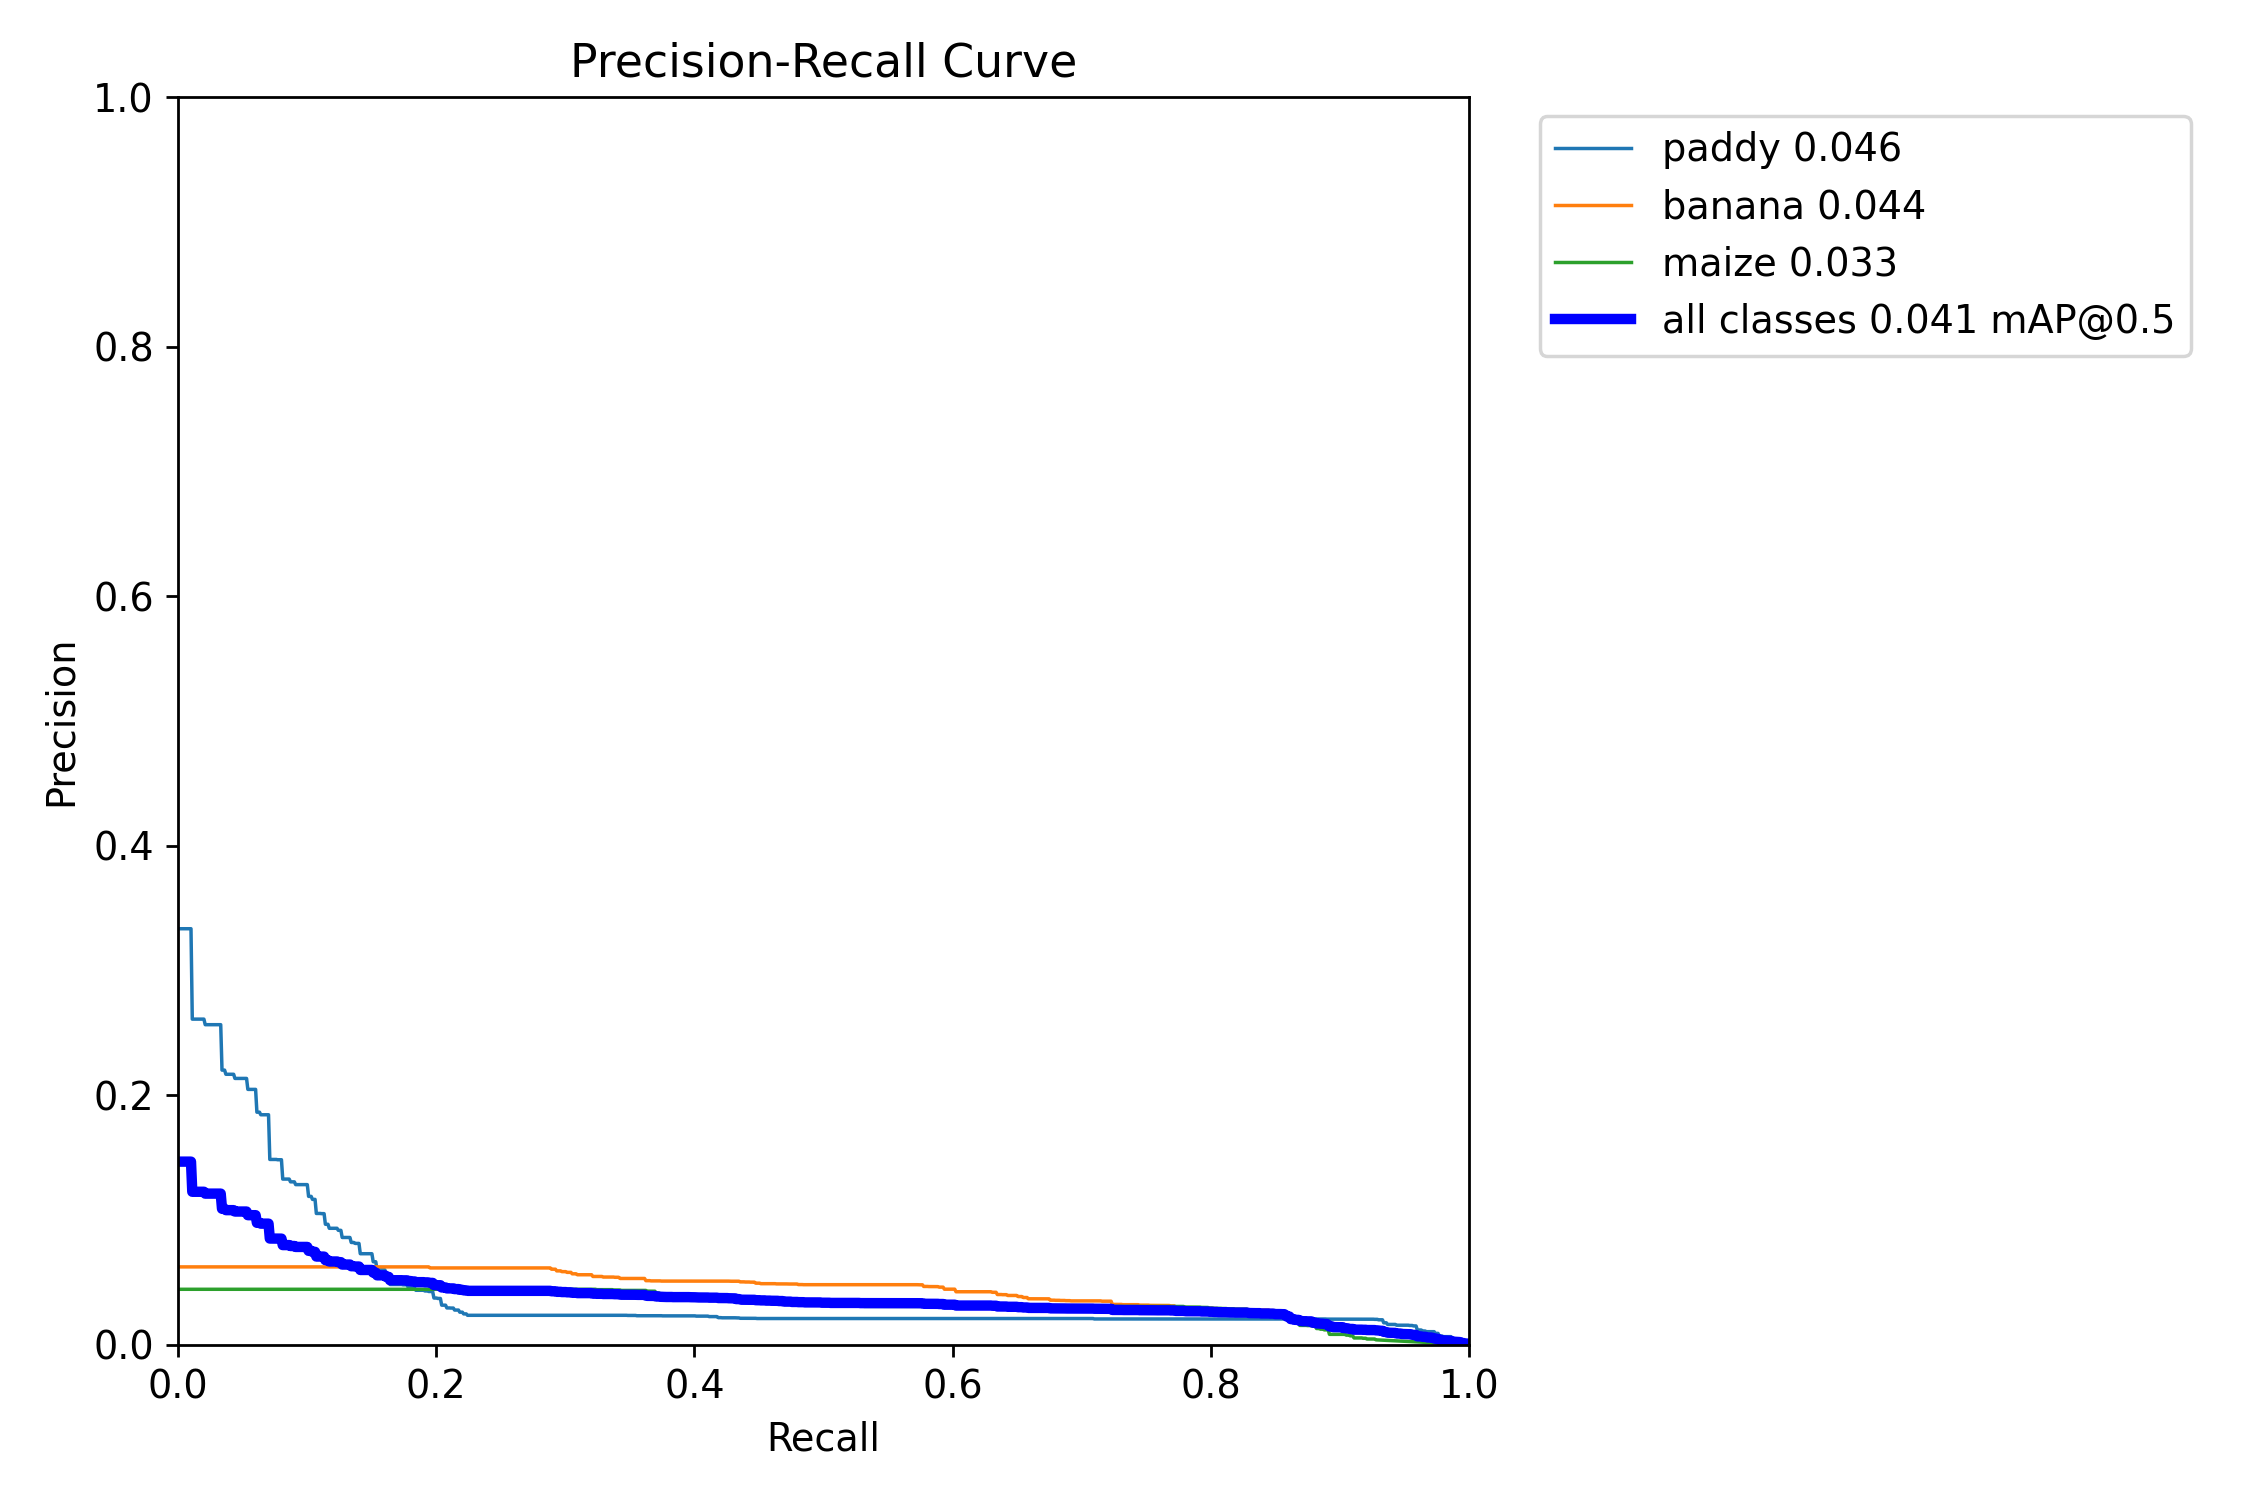 Precision-Recall Curve
1.0
0.8
0.6
0.4
0.2
0.0
Precision
0.0 0.2 0.4 0.6 0.8 1.0
Recall
paddy 0.046
banana 0.044
maize 0.033
all classes 0.041 mAP@0.5